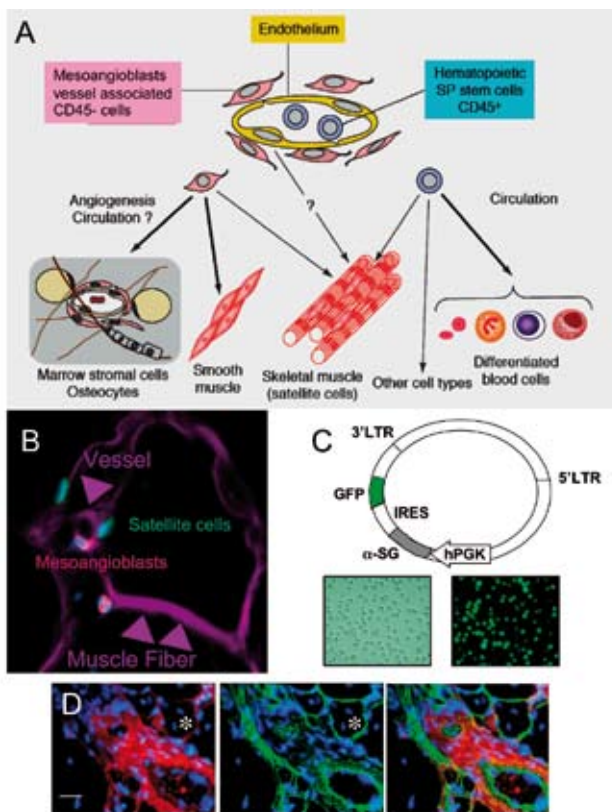 A
Endothelium
Mesoangioblasts
vessel associated
CD45- cells
Hematopoietic
SP stem cells
CD45+
Angiogenesis
Circulation ?
?
Circulation
Marrow stromal cells
Osteocytes
Smooth
muscle
Skeletal muscle
(satellite cells)
Other cell types
Differentiated
blood cells
B
Vessel
Satellite cells
Mesoangioblasts
Muscle Fiber
C
3'LTR
5'LTR
GFP
IRES
α-SG
hPGK
D
*
*